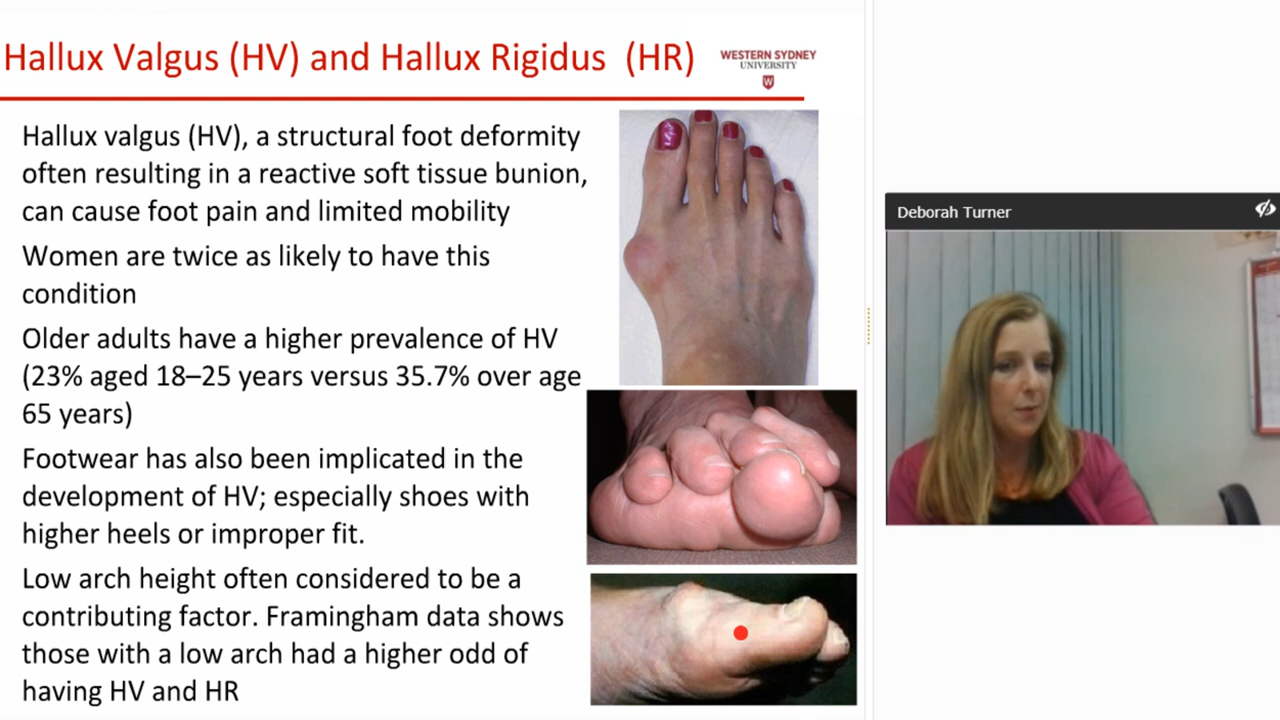 Hallux Valgus (HV) and Hallux Rigidus (HR)
WESTERN SYDNEY
UNIVERSITY
W
Hallux valgus (HV), a structural foot deformity
often resulting in a reactive soft tissue bunion,
can cause foot pain and limited mobility
Women are twice as likely to have this
condition
Older adults have a higher prevalence of HV
(23% aged 18–25 years versus 35.7% over age
65 years)
Footwear has also been implicated in the
development of HV; especially shoes with
higher heels or improper fit.
Low arch height often considered to be a
contributing factor. Framingham data shows
those with a low arch had a higher odd of
having HV and HR
Deborah Turner